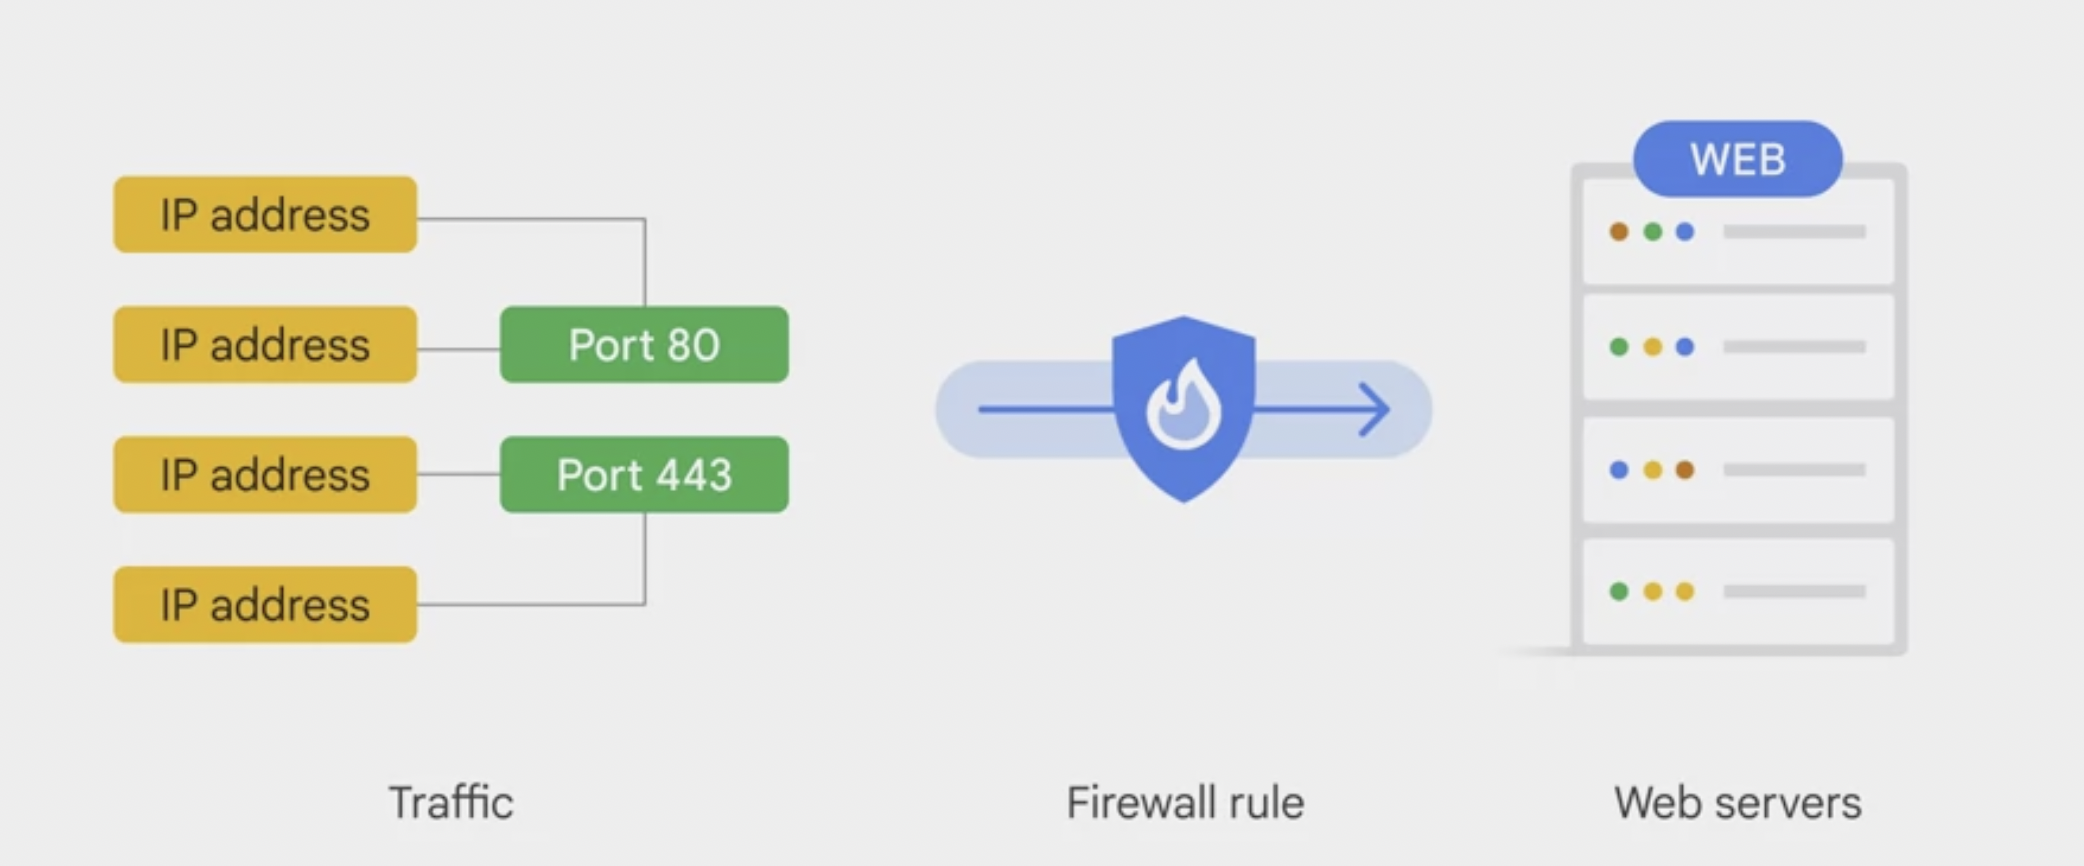 WEB
IP address
IP address
Port 80
IP address
Port 443
IP address
Traffic
Firewall rule
Web servers